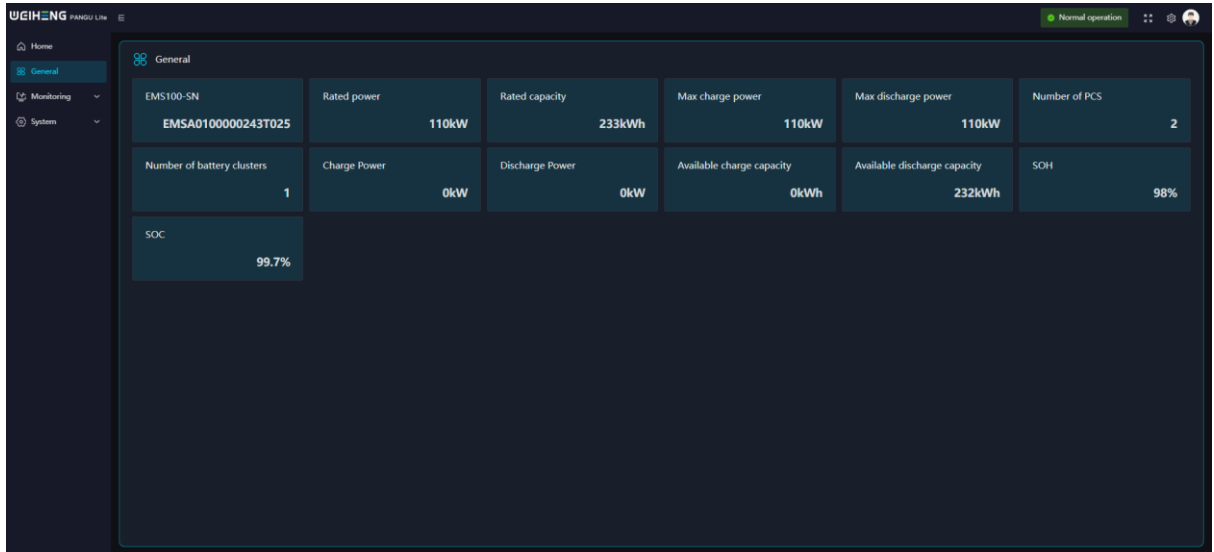 WEIHENG PANGU Lite
Normal operation
Home
General
Monitoring
System
General
EMS100-SN
EMSA0100000243T025
Rated power
110kW
Rated capacity
233kWh
Max charge power
110kW
Max discharge power
110kW
Number of PCS
2
Number of battery clusters
1
Charge Power
0kW
Discharge Power
0kW
Available charge capacity
0kWh
Available discharge capacity
232kWh
SOH
98%
SOC
99.7%